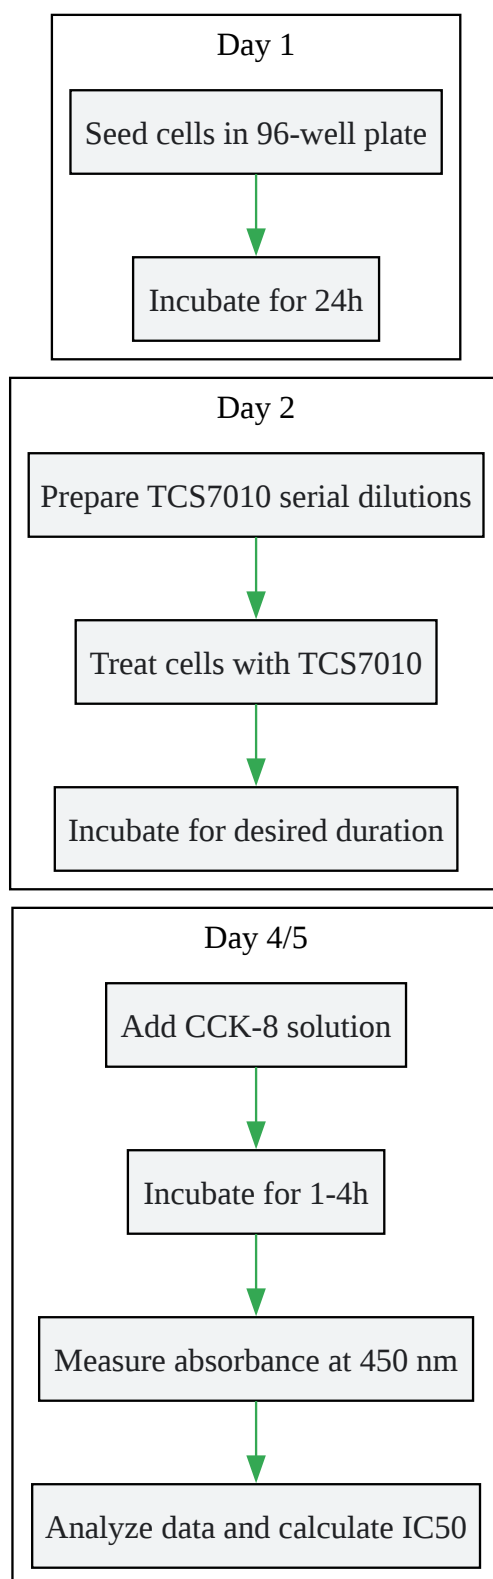 Day 1
Seed cells in 96-well plate
Incubate for 24h
Day 2
Prepare TCS7010 serial dilutions
Treat cells with TCS7010
Incubate for desired duration
Day 4/5
Add CCK-8 solution
Incubate for 1-4h
Measure absorbance at 450 nm
Analyze data and calculate IC50